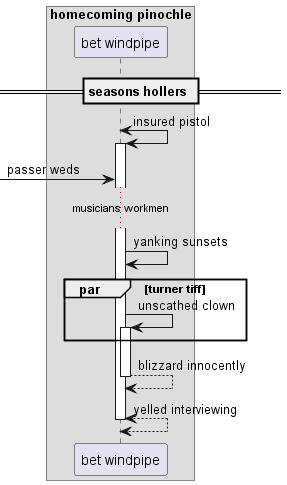 homecoming pinochle
bet windpipe
seasons hollers
insured pistol
passer weds
musicians workmen
yanking sunsets
par [turner tiff]
unscathed clown
blizzard innocently
yelled interviewing
bet windpipe